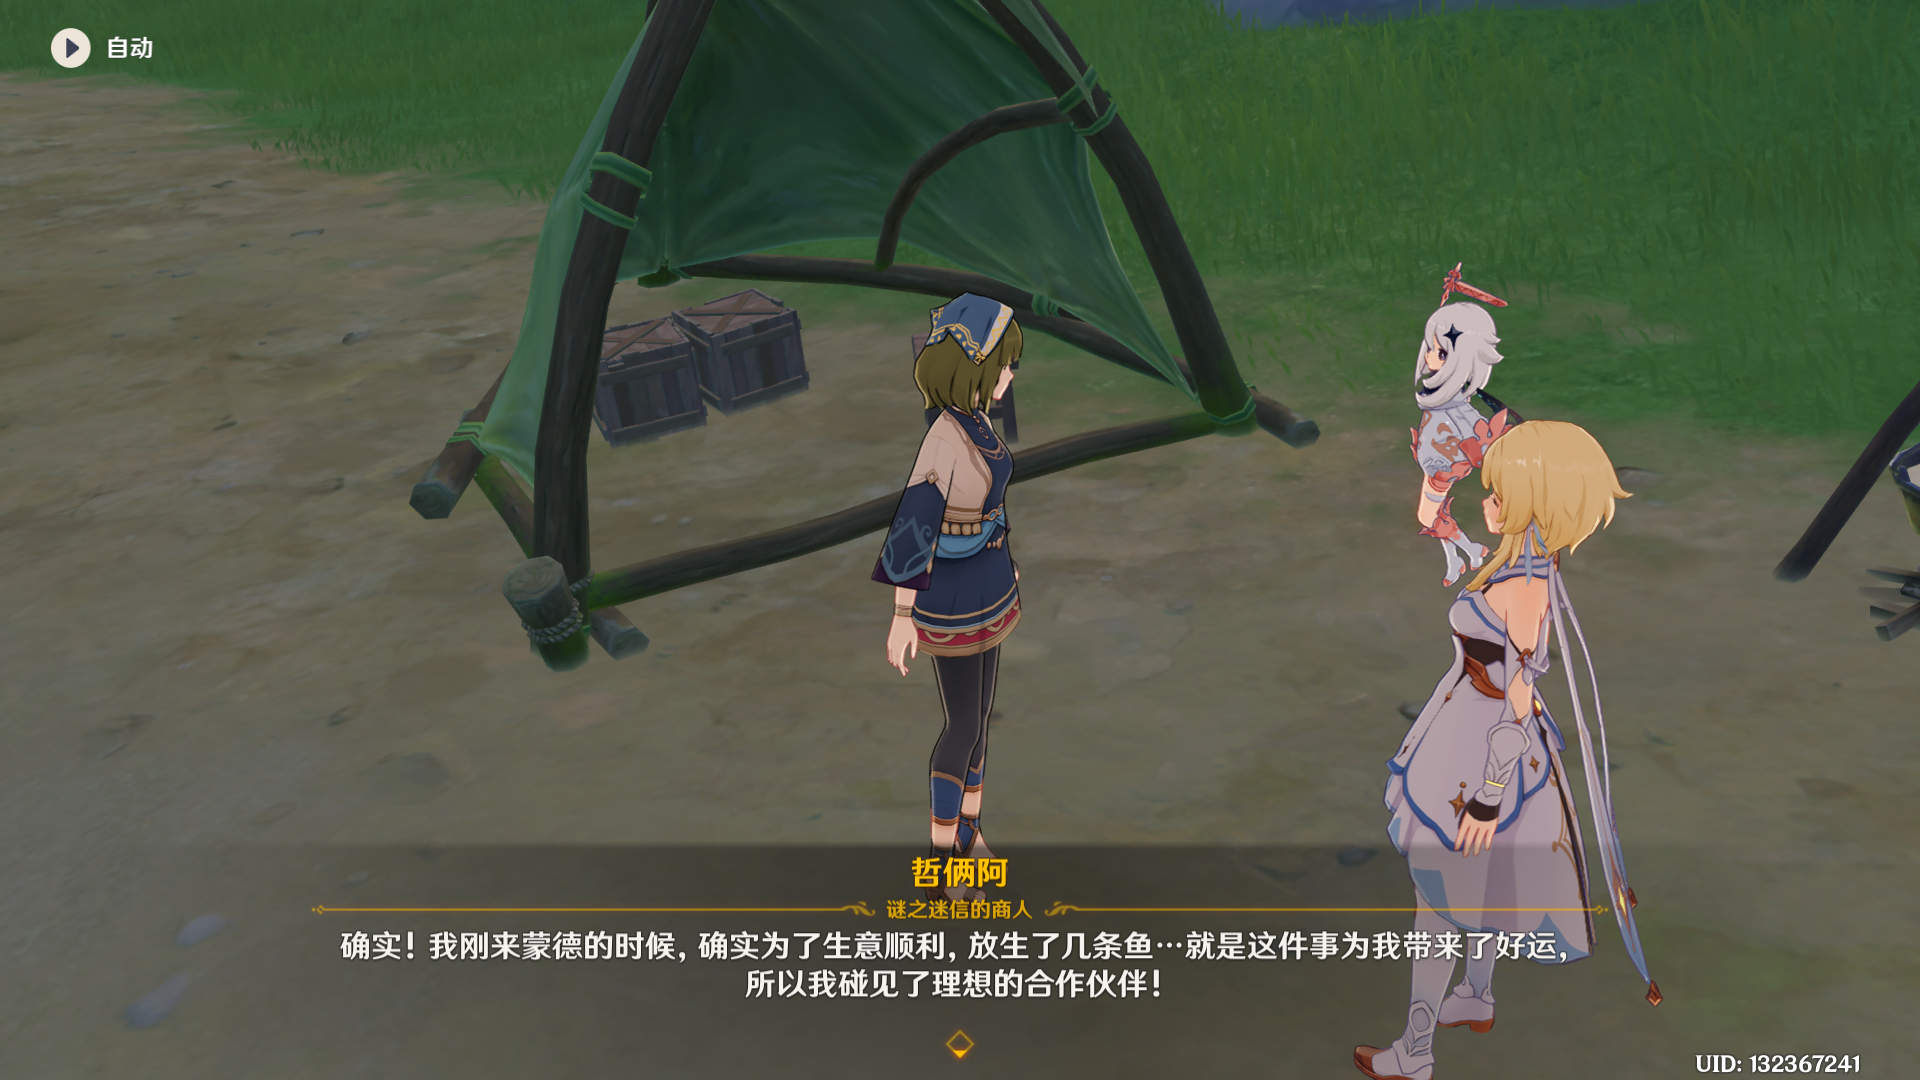 自动
哲俩阿
谜之迷信的商人
确实！我刚来蒙德的时候，确实为了生意顺利，放生了几条鱼…就是这件事为我带来了好运，
所以我碰见了理想的合作伙伴！
UID: 132367241